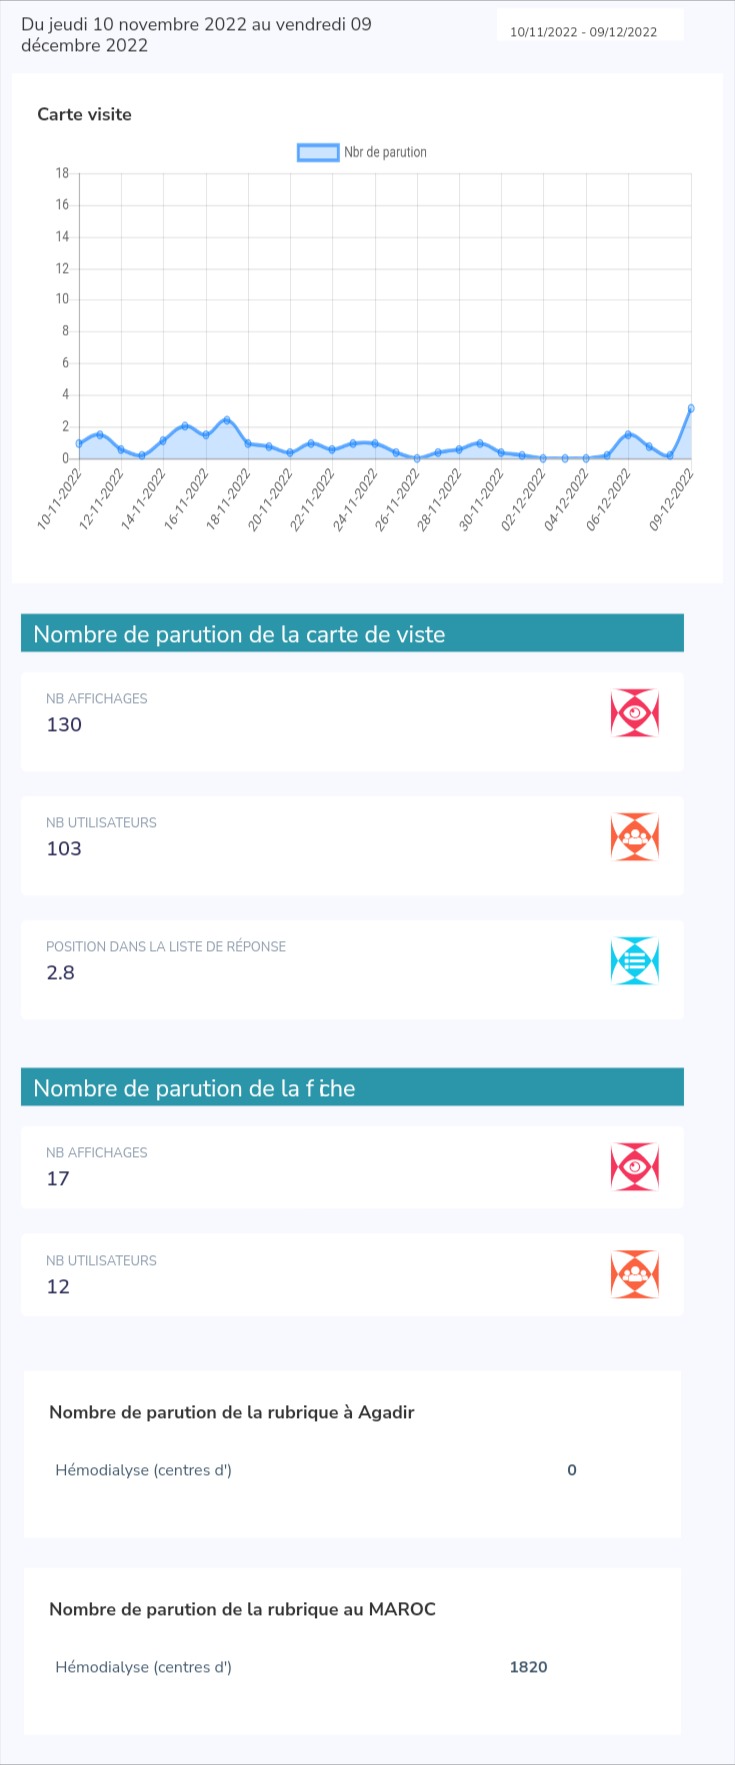 Du jeudi 10 novembre 2022 au vendredi 09
décembre 2022
10/11/2022 - 09/12/2022
Carte visite
Nbr de parution
18
16
14
12
10
8
6
4
2
0
10-11-2022
12-11-2022
14-11-2022
16-11-2022
18-11-2022
20-11-2022
22-11-2022
24-11-2022
26-11-2022
28-11-2022
30-11-2022
02-12-2022
04-12-2022
06-12-2022
09-12-2022
Nombre de parution de la carte de viste
NB AFFICHAGES
130
NB UTILISATEURS
103
POSITION DANS LA LISTE DE RÉPONSE
2.8
Nombre de parution de la fiche
NB AFFICHAGES
17
NB UTILISATEURS
12
Nombre de parution de la rubrique à Agadir
Hémodialyse (centres d') 0
Nombre de parution de la rubrique au MAROC
Hémodialyse (centres d') 1820